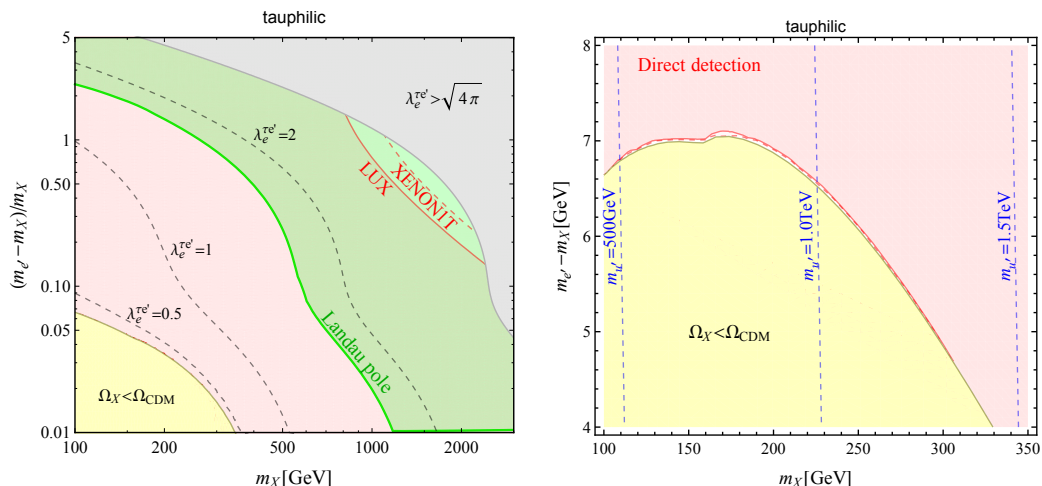 tauphilic
5
1
0.50
0.10
0.05
0.01
(m_{e'} − m_X)/m_X
λ_e^{τe'}>√4π
λ_e^{τe'}=2
XENON1T
LUX
λ_e^{τe'}=1
λ_e^{τe'}=0.5
Landau pole
Ω_X<Ω_CDM
100
200
500
1000
2000
m_X[GeV]
tauphilic
8
7
6
5
4
m_{e'} − m_X[GeV]
Direct detection
m_{u'}=500GeV
m_{u'}=1.0TeV
m_{u'}=1.5TeV
Ω_X<Ω_CDM
100
150
200
250
300
350
m_X[GeV]